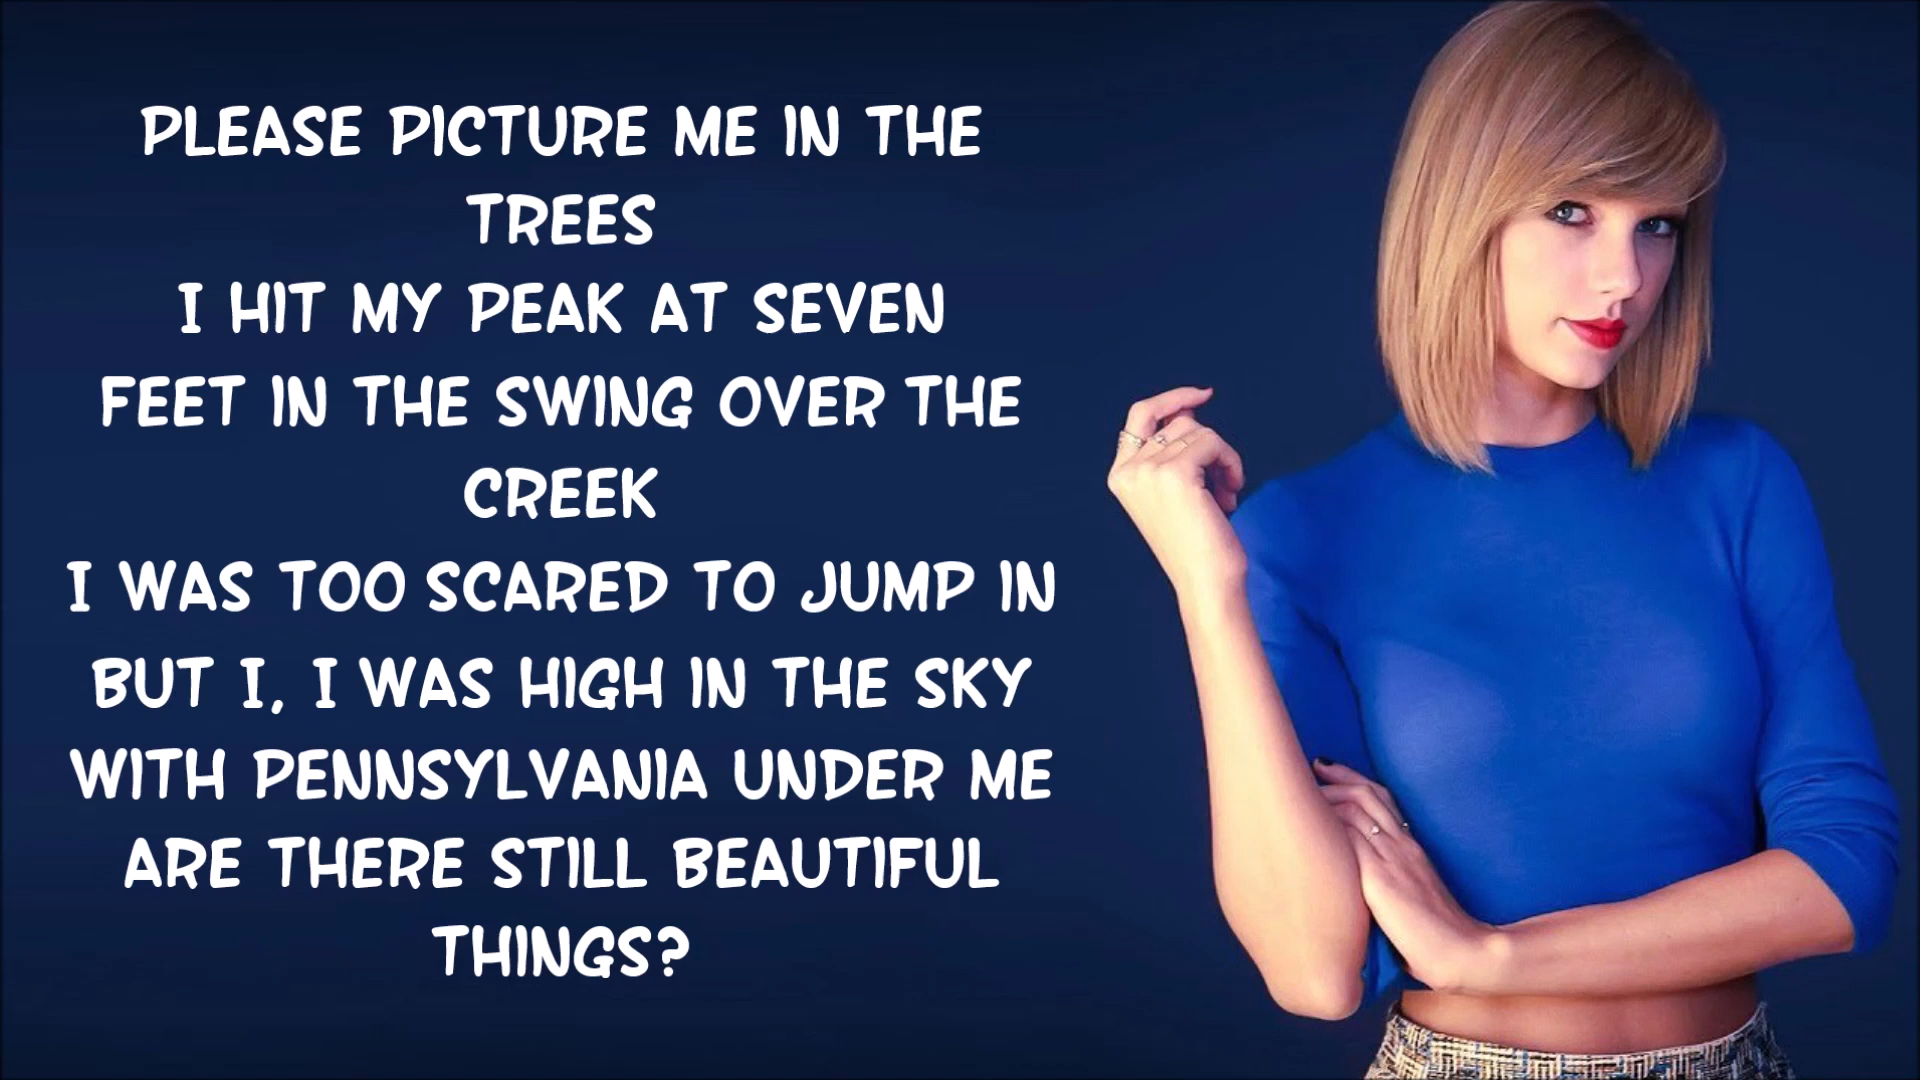 PLEASE PICTURE ME IN THE
TREES
I HIT MY PEAK AT SEVEN
FEET IN THE SWING OVER THE
CREEK
I WAS TOO SCARED TO JUMP IN
BUT I, I WAS HIGH IN THE SKY
WITH PENNSYLVANIA UNDER ME
ARE THERE STILL BEAUTIFUL
THINGS?